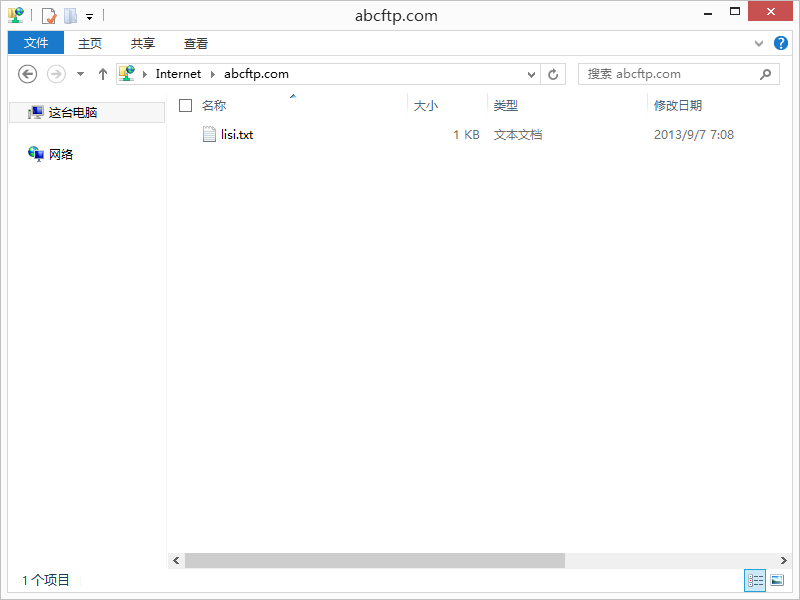 abcftp.com
文件 主页 共享 查看
Internet abcftp.com 搜索 abcftp.com
这台电脑
网络
名称 大小 类型 修改日期
lisi.txt 1 KB 文本文档 2013/9/7 7:08
1 个项目